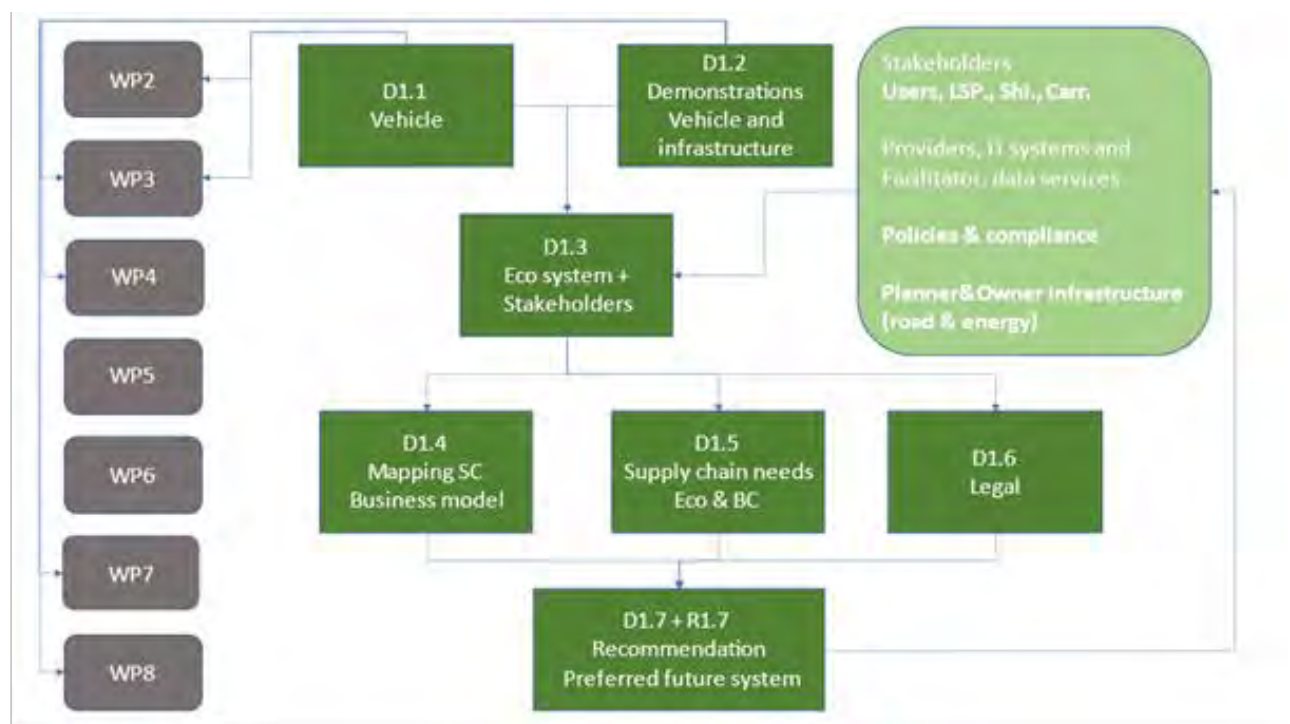 WP2
WP3
WP4
WP5
WP6
WP7
WP8
D1.1
Vehicle
D1.2
Demonstrations
Vehicle and
infrastructure
Stakeholders
Users, LSP., Shi., Carr.
Providers, IT systems and
Facilitator, data services
Policies & compliance
Planner&Owner infrastructure
(road & energy)
D1.3
Eco system +
Stakeholders
D1.4
Mapping SC
Business model
D1.5
Supply chain needs
Eco & BC
D1.6
Legal
D1.7 + R1.7
Recommendation
Preferred future system